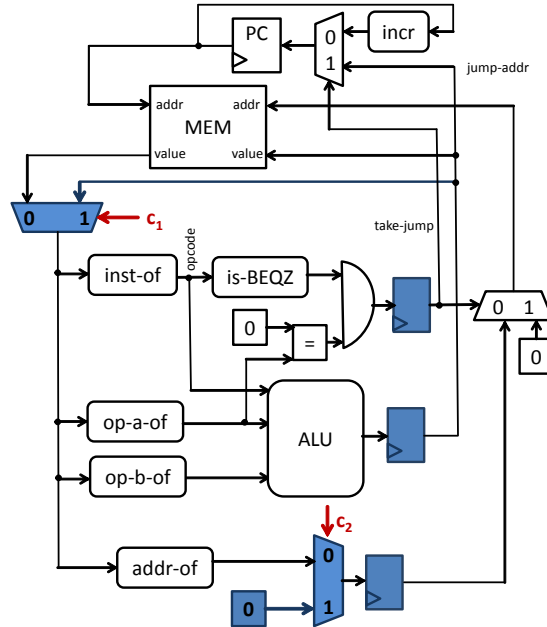 PC
0
1
incr
jump-addr
addr
addr
MEM
value
value
0
1
c1
take-jump
opcode
inst-of
is-BEQZ
0
=
0
1
0
op-a-of
ALU
op-b-of
c2
0
addr-of
1
0